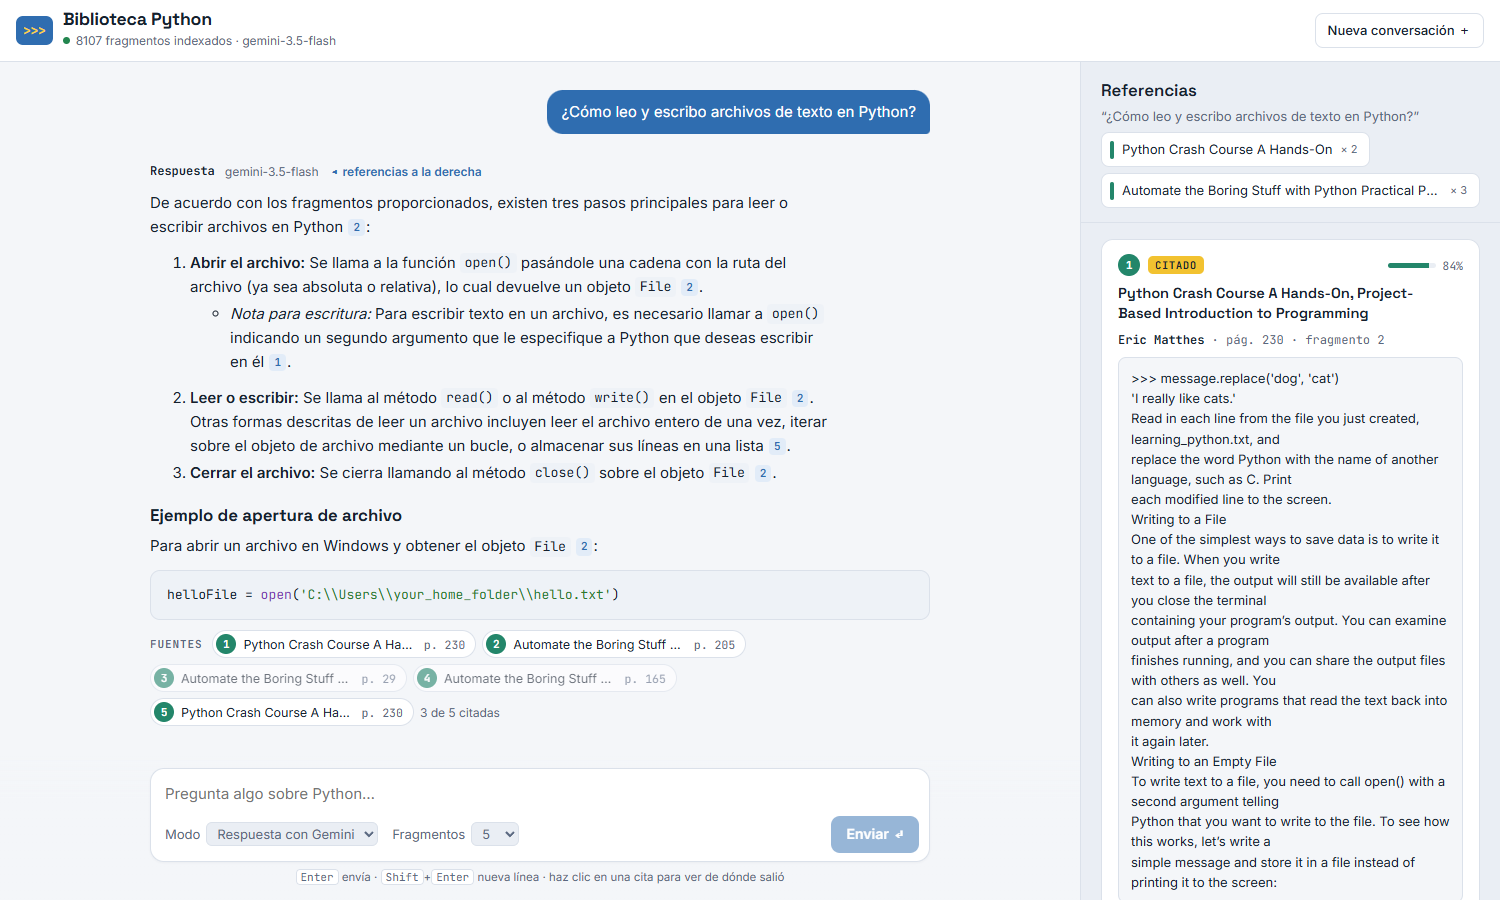 >>> Biblioteca Python
8107 fragmentos indexados · gemini-3.5-flash
Nueva conversación +
¿Cómo leo y escribo archivos de texto en Python?
Respuesta gemini-3.5-flash ◂ referencias a la derecha
De acuerdo con los fragmentos proporcionados, existen tres pasos principales para leer o
escribir archivos en Python 2 :
1. Abrir el archivo: Se llama a la función open() pasándole una cadena con la ruta del
archivo (ya sea absoluta o relativa), lo cual devuelve un objeto File 2 .
Nota para escritura: Para escribir texto en un archivo, es necesario llamar a open()
indicando un segundo argumento que le especifique a Python que deseas escribir
en él 1 .
2. Leer o escribir: Se llama al método read() o al método write() en el objeto File 2 .
Otras formas descritas de leer un archivo incluyen leer el archivo entero de una vez, iterar
sobre el objeto de archivo mediante un bucle, o almacenar sus líneas en una lista 5 .
3. Cerrar el archivo: Se cierra llamando al método close() sobre el objeto File 2 .
Ejemplo de apertura de archivo
Para abrir un archivo en Windows y obtener el objeto File 2 :
helloFile = open('C:\\Users\\your_home_folder\\hello.txt')
FUENTES 1 Python Crash Course A Ha... p. 230 2 Automate the Boring Stuff ... p. 205
3 Automate the Boring Stuff ... p. 29 4 Automate the Boring Stuff ... p. 165
5 Python Crash Course A Ha... p. 230 3 de 5 citadas
Pregunta algo sobre Python...
Modo Respuesta con Gemini Fragmentos 5 Enviar ⏎
Enter envía · Shift+Enter nueva línea · haz clic en una cita para ver de dónde salió
Referencias
“¿Cómo leo y escribo archivos de texto en Python?”
Python Crash Course A Hands-On × 2
Automate the Boring Stuff with Python Practical P... × 3
1 CITADO 84%
Python Crash Course A Hands-On, Project-
Based Introduction to Programming
Eric Matthes · pág. 230 · fragmento 2
>>> message.replace('dog', 'cat')
'I really like cats.'
Read in each line from the file you just created,
learning_python.txt, and
replace the word Python with the name of another
language, such as C. Print
each modified line to the screen.
Writing to a File
One of the simplest ways to save data is to write it
to a file. When you write
text to a file, the output will still be available after
you close the terminal
containing your program’s output. You can examine
output after a program
finishes running, and you can share the output files
with others as well. You
can also write programs that read the text back into
memory and work with
it again later.
Writing to an Empty File
To write text to a file, you need to call open() with a
second argument telling
Python that you want to write to the file. To see how
this works, let’s write a
simple message and store it in a file instead of
printing it to the screen: